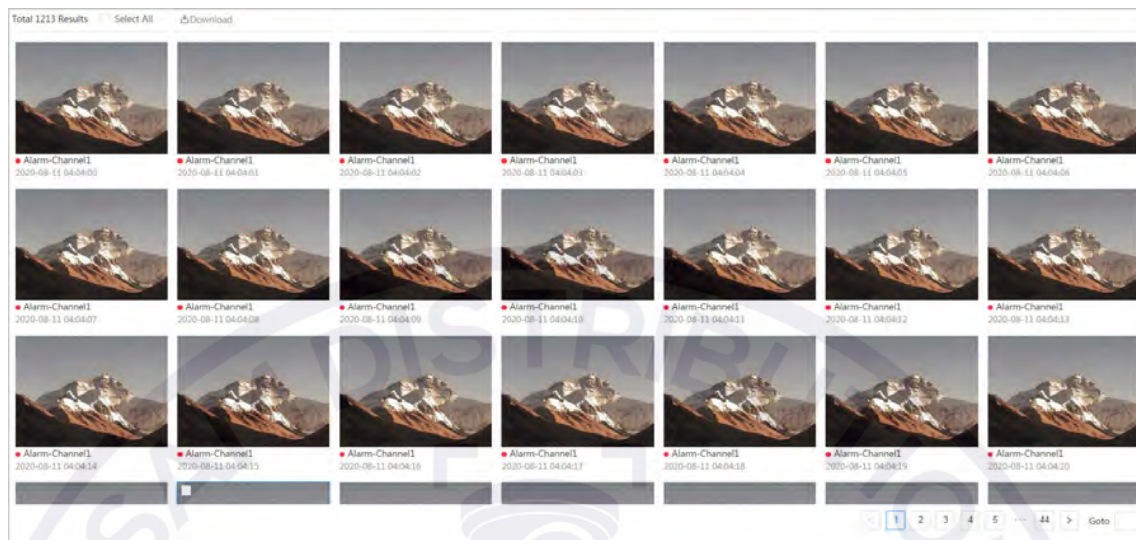 Total 1213 Results Select All Download
Alarm-Channel1 Alarm-Channel1 Alarm-Channel1 Alarm-Channel1 Alarm-Channel1 Alarm-Channel1 Alarm-Channel1
2020-08-11 04:04:00 2020-08-11 04:04:01 2020-08-11 04:04:02 2020-08-11 04:04:03 2020-08-11 04:04:04 2020-08-11 04:04:05 2020-08-11 04:04:06
Alarm-Channel1 Alarm-Channel1 Alarm-Channel1 Alarm-Channel1 Alarm-Channel1 Alarm-Channel1 Alarm-Channel1
2020-08-11 04:04:07 2020-08-11 04:04:08 2020-08-11 04:04:09 2020-08-11 04:04:10 2020-08-11 04:04:11 2020-08-11 04:04:12 2020-08-11 04:04:13
Alarm-Channel1 Alarm-Channel1 Alarm-Channel1 Alarm-Channel1 Alarm-Channel1 Alarm-Channel1 Alarm-Channel1
2020-08-11 04:04:14 2020-08-11 04:04:15 2020-08-11 04:04:16 2020-08-11 04:04:17 2020-08-11 04:04:18 2020-08-11 04:04:19 2020-08-11 04:04:20
< 1 2 3 4 5 ··· 44 > Goto